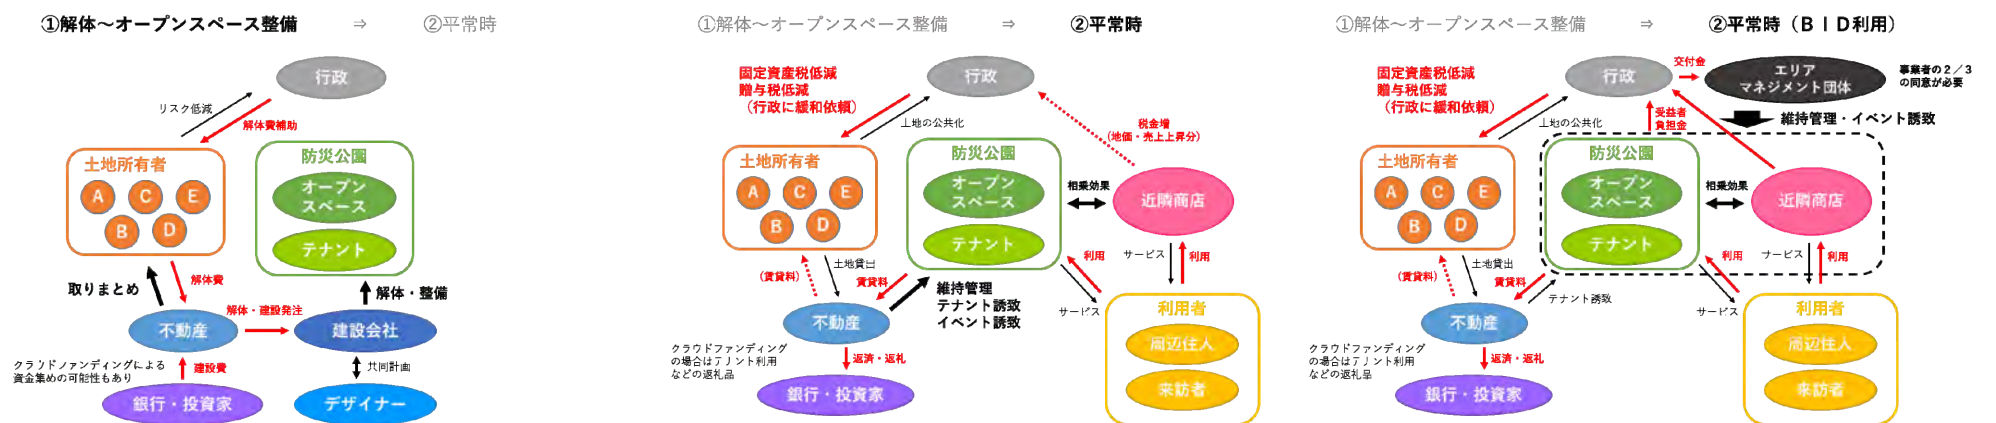 ①解体～オープンスペース整備 ⇒ ②平常時
行政
リスク低減
解体費補助
土地所有者
A C E
B D
防災公園
オープン
スペース
テナント
取りまとめ
解体費
解体・建設発注
解体・整備
不動産
建設会社
クラウドファンディングによる
資金集めの可能性もあり
建設費
共同計画
銀行・投資家
デザイナー
①解体～オープンスペース整備 ⇒ ②平常時
固定資産税低減
贈与税低減
（行政に緩和依頼）
行政
土地の公共化
税金増
（地価・売上上昇分）
土地所有者
A C E
B D
防災公園
オープン
スペース
テナント
相乗効果
近隣商店
(賃貸料)
土地貸出
賃貸料
利用
サービス
利用
維持管理
テナント誘致
イベント誘致
サービス
不動産
クラウドファンディング
の場合はテナント利用
などの返礼品
返済・返礼
銀行・投資家
利用者
周辺住人
来訪者
①解体～オープンスペース整備 ⇒ ②平常時（ＢＩＤ利用）
固定資産税低減
贈与税低減
（行政に緩和依頼）
行政
交付金
エリア
マネジメント団体
事業者の２／３
の同意が必要
土地の公共化
受益者
負担金
維持管理・イベント誘致
土地所有者
A C E
B D
防災公園
オープン
スペース
テナント
相乗効果
近隣商店
(賃貸料)
土地貸出
賃貸料
利用
サービス
利用
テナント誘致
サービス
不動産
クラウドファンディング
の場合はテナント利用
などの返礼品
返済・返礼
銀行・投資家
利用者
周辺住人
来訪者